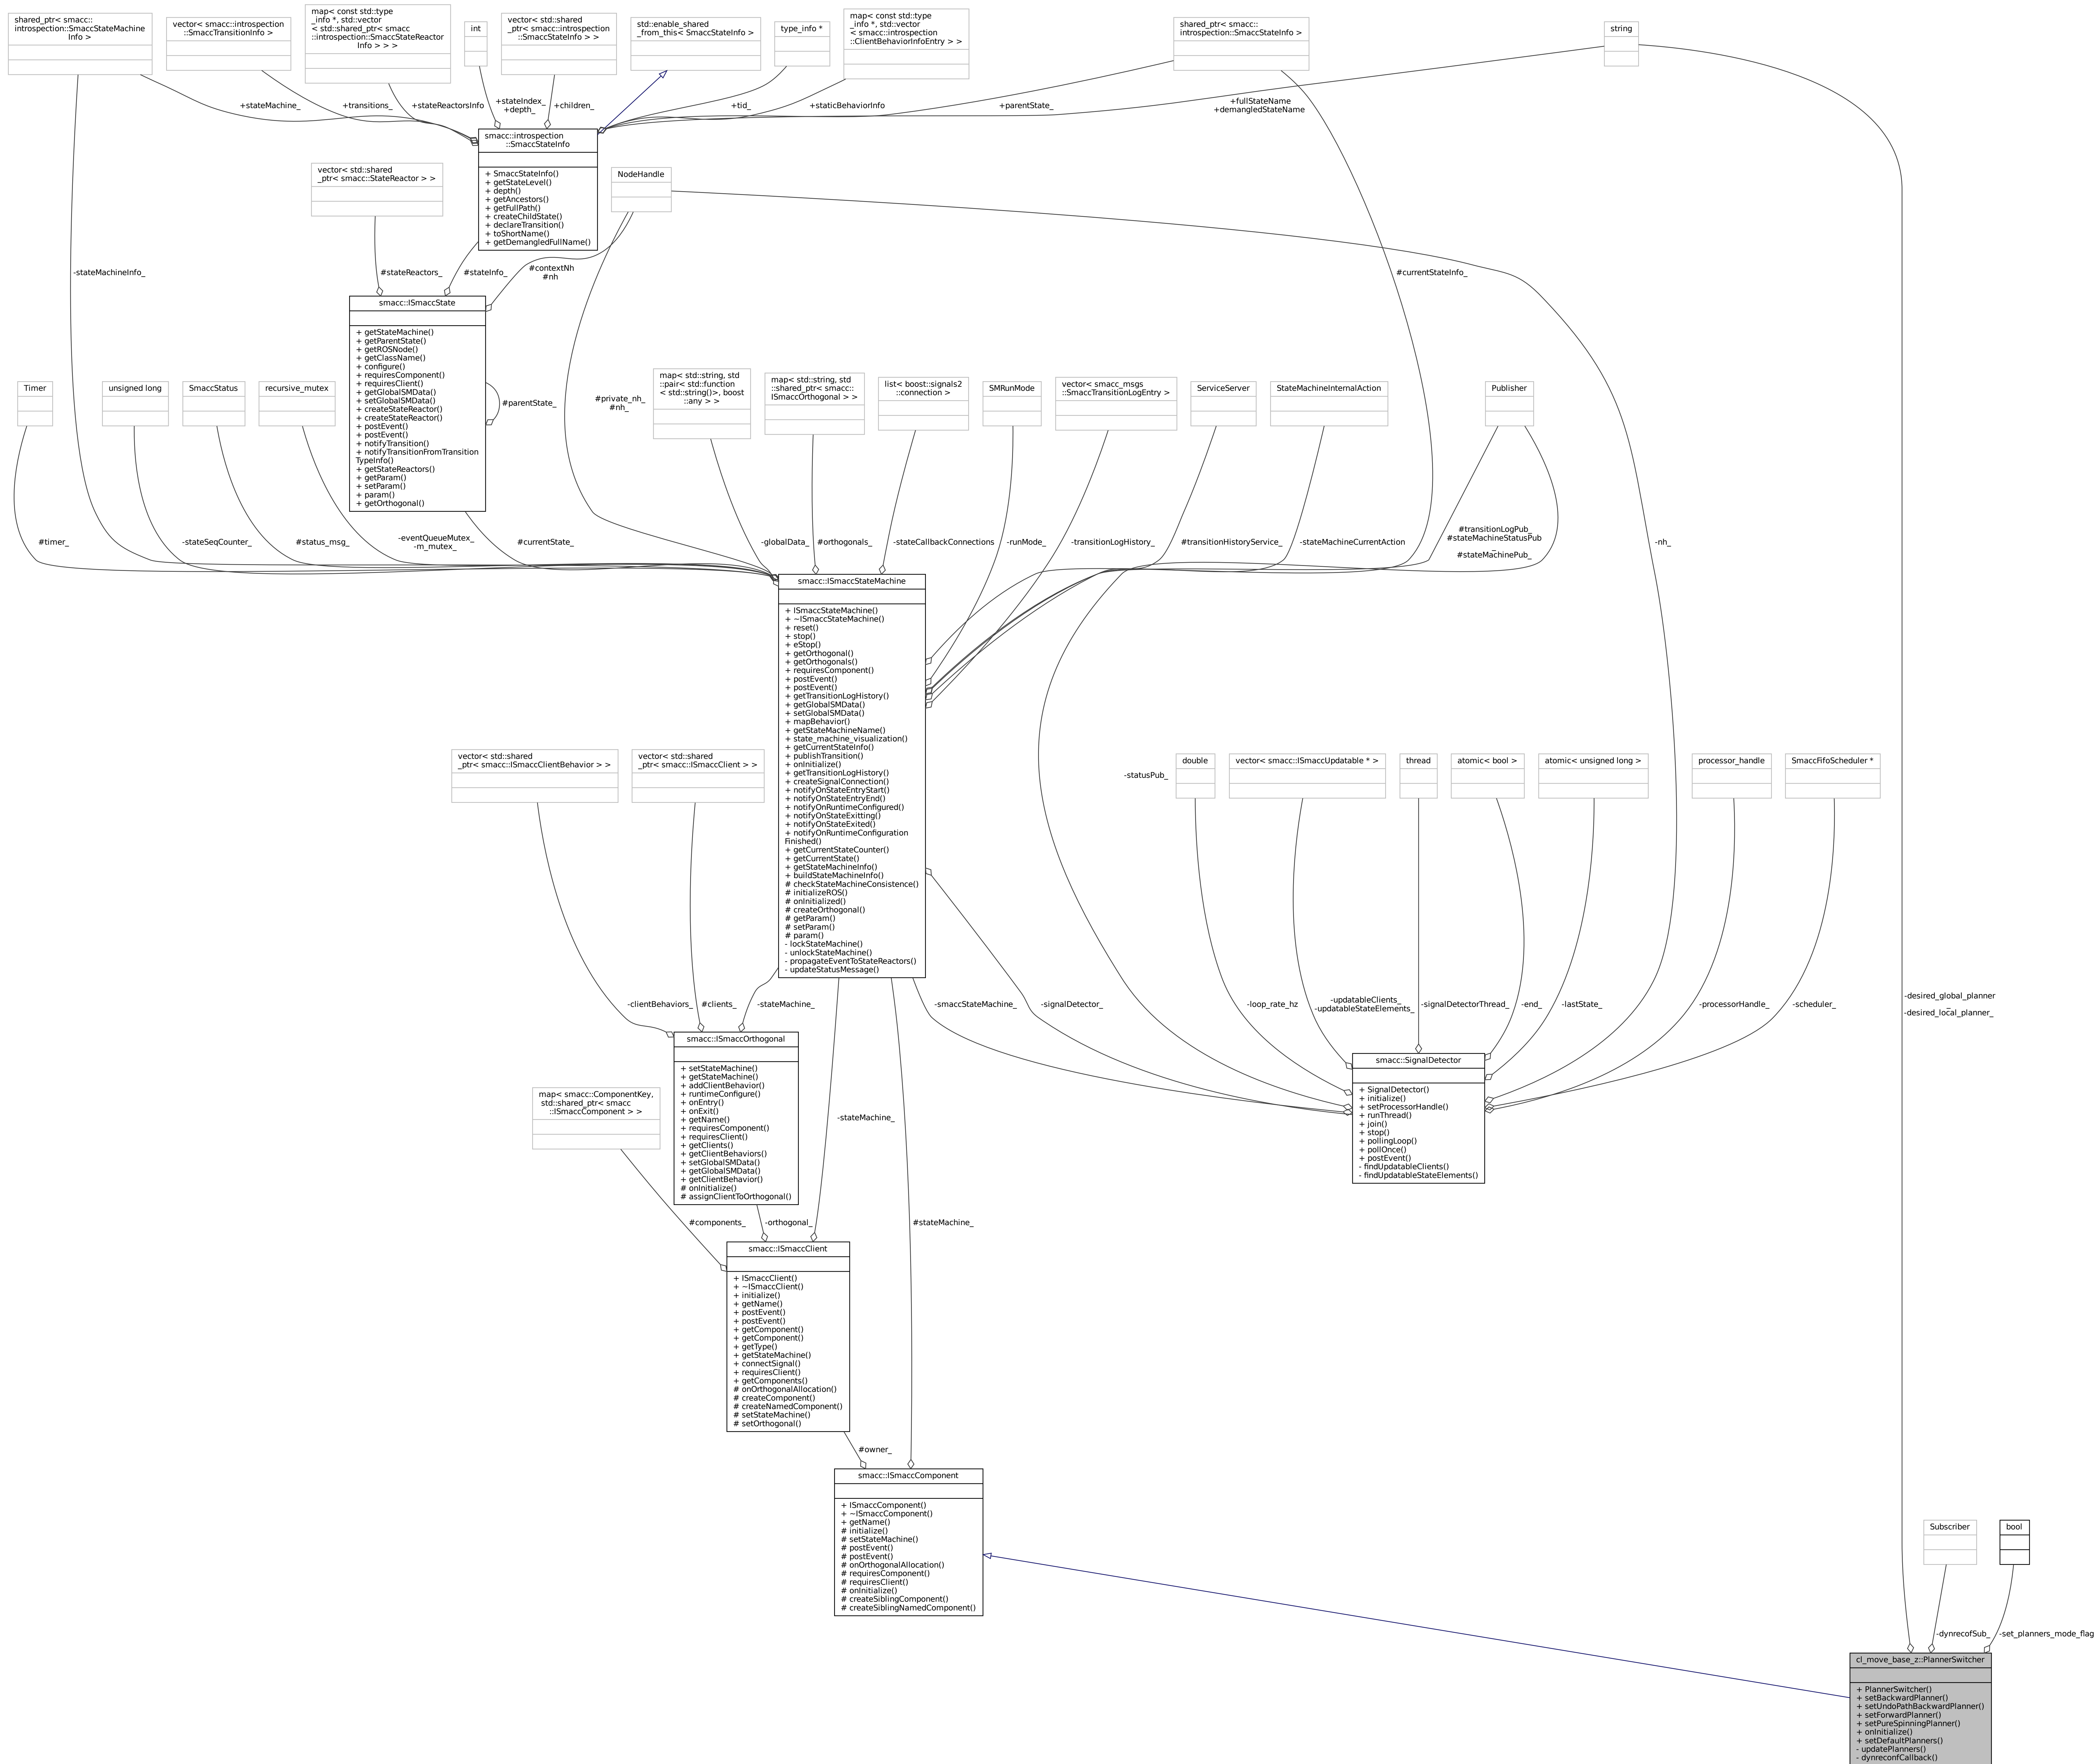 shared_ptr< smacc::
introspection::SmaccStateMachine
Info >
vector< smacc::introspection
::SmaccTransitionInfo >
map< const std::type
_info *, std::vector
< std::shared_ptr< smacc
::introspection::SmaccStateReactor
Info > > >
int
vector< std::shared
_ptr< smacc::introspection
::SmaccStateInfo > >
std::enable_shared
_from_this< SmaccStateInfo >
type_info *
map< const std::type
_info *, std::vector
< smacc::introspection
::ClientBehaviorInfoEntry > >
shared_ptr< smacc::
introspection::SmaccStateInfo >
string
+stateMachine_
+transitions_
+stateReactorsInfo
+stateIndex_
+depth_
+children_
+tid_
+staticBehaviorInfo
+parentState_
+fullStateName
+demangledStateName
smacc::introspection
::SmaccStateInfo
+ SmaccStateInfo()
+ getStateLevel()
+ depth()
+ getAncestors()
+ getFullPath()
+ createChildState()
+ declareTransition()
+ toShortName()
+ getDemangledFullName()
vector< std::shared
_ptr< smacc::StateReactor > >
NodeHandle
-stateMachineInfo_
#stateReactors_
#stateInfo_
#contextNh
#nh
#currentStateInfo_
smacc::ISmaccState
+ getStateMachine()
+ getParentState()
+ getROSNode()
+ getClassName()
+ configure()
+ requiresComponent()
+ requiresClient()
+ getGlobalSMData()
+ setGlobalSMData()
+ createStateReactor()
+ createStateReactor()
+ postEvent()
+ postEvent()
+ notifyTransition()
+ notifyTransitionFromTransition
TypeInfo()
+ getStateReactors()
+ getParam()
+ setParam()
+ param()
+ getOrthogonal()
#parentState_
#private_nh_
#nh_
Timer
unsigned long
SmaccStatus
recursive_mutex
map< std::string, std
::pair< std::function
< std::string()>, boost
::any > >
map< std::string, std
::shared_ptr< smacc::
ISmaccOrthogonal > >
list< boost::signals2
::connection >
SMRunMode
vector< smacc_msgs
::SmaccTransitionLogEntry >
ServiceServer
StateMachineInternalAction
Publisher
#timer_
-stateSeqCounter_
#status_msg_
-eventQueueMutex_
-m_mutex_
#currentState_
-globalData_
#orthogonals_
-stateCallbackConnections
-runMode_
-transitionLogHistory_
#transitionHistoryService_
-stateMachineCurrentAction
#transitionLogPub_
#stateMachineStatusPub
_
#stateMachinePub_
-nh_
smacc::ISmaccStateMachine
+ ISmaccStateMachine()
+ ~ISmaccStateMachine()
+ reset()
+ stop()
+ eStop()
+ getOrthogonal()
+ getOrthogonals()
+ requiresComponent()
+ postEvent()
+ postEvent()
+ getTransitionLogHistory()
+ getGlobalSMData()
+ setGlobalSMData()
+ mapBehavior()
+ getStateMachineName()
+ state_machine_visualization()
+ getCurrentStateInfo()
+ publishTransition()
+ onInitialize()
+ getTransitionLogHistory()
+ createSignalConnection()
+ notifyOnStateEntryStart()
+ notifyOnStateEntryEnd()
+ notifyOnRuntimeConfigured()
+ notifyOnStateExitting()
+ notifyOnStateExited()
+ notifyOnRuntimeConfiguration
Finished()
+ getCurrentStateCounter()
+ getCurrentState()
+ getStateMachineInfo()
+ buildStateMachineInfo()
# checkStateMachineConsistence()
# initializeROS()
# onInitialized()
# createOrthogonal()
# getParam()
# setParam()
# param()
- lockStateMachine()
- unlockStateMachine()
- propagateEventToStateReactors()
- updateStatusMessage()
vector< std::shared
_ptr< smacc::ISmaccClientBehavior > >
vector< std::shared
_ptr< smacc::ISmaccClient > >
-statusPub_
double
vector< smacc::ISmaccUpdatable * >
thread
atomic< bool >
atomic< unsigned long >
processor_handle
SmaccFifoScheduler *
-clientBehaviors_
#clients_
-stateMachine_
-smaccStateMachine_
-signalDetector_
-loop_rate_hz
-updatableClients_
-updatableStateElements_
-signalDetectorThread_
-end_
-lastState_
-processorHandle_
-scheduler_
-desired_global_planner
_
-desired_local_planner_
smacc::ISmaccOrthogonal
+ setStateMachine()
+ getStateMachine()
+ addClientBehavior()
+ runtimeConfigure()
+ onEntry()
+ onExit()
+ getName()
+ requiresComponent()
+ requiresClient()
+ getClients()
+ getClientBehaviors()
+ setGlobalSMData()
+ getGlobalSMData()
+ getClientBehavior()
# onInitialize()
# assignClientToOrthogonal()
smacc::SignalDetector
+ SignalDetector()
+ initialize()
+ setProcessorHandle()
+ runThread()
+ join()
+ stop()
+ pollingLoop()
+ pollOnce()
+ postEvent()
- findUpdatableClients()
- findUpdatableStateElements()
map< smacc::ComponentKey,
std::shared_ptr< smacc
::ISmaccComponent > >
-stateMachine_
#components_
-orthogonal_
#stateMachine_
smacc::ISmaccClient
+ ISmaccClient()
+ ~ISmaccClient()
+ initialize()
+ getName()
+ postEvent()
+ postEvent()
+ getComponent()
+ getComponent()
+ getType()
+ getStateMachine()
+ connectSignal()
+ requiresClient()
+ getComponents()
# onOrthogonalAllocation()
# createComponent()
# createNamedComponent()
# setStateMachine()
# setOrthogonal()
#owner_
smacc::ISmaccComponent
+ ISmaccComponent()
+ ~ISmaccComponent()
+ getName()
# initialize()
# setStateMachine()
# postEvent()
# postEvent()
# onOrthogonalAllocation()
# requiresComponent()
# requiresClient()
# onInitialize()
# createSiblingComponent()
# createSiblingNamedComponent()
Subscriber
bool
-dynrecofSub_
-set_planners_mode_flag
cl_move_base_z::PlannerSwitcher
+ PlannerSwitcher()
+ setBackwardPlanner()
+ setUndoPathBackwardPlanner()
+ setForwardPlanner()
+ setPureSpinningPlanner()
+ onInitialize()
+ setDefaultPlanners()
- updatePlanners()
- dynreconfCallback()